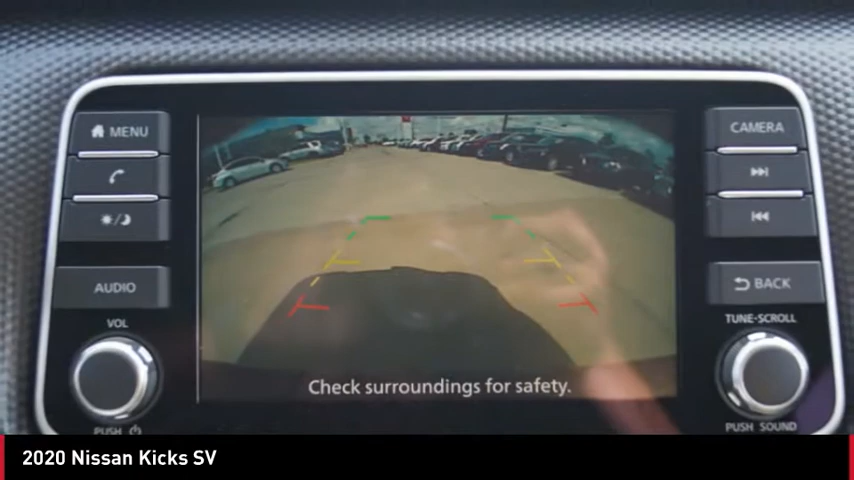 MENU
CAMERA
AUDIO
BACK
VOL
TUNE-SCROLL
Check surroundings for safety.
PUSH
PUSH SOUND
2020 Nissan Kicks SV